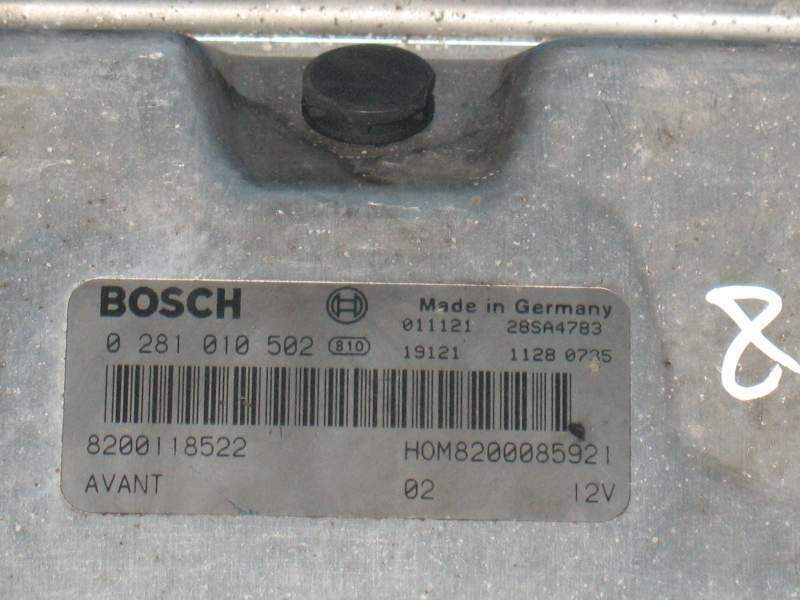 BOSCH Made in Germany
0 281 010 502 810 011121 28SA4783
19121 1128 0735
8200118522 HOM8200085921
AVANT 02 12V
8